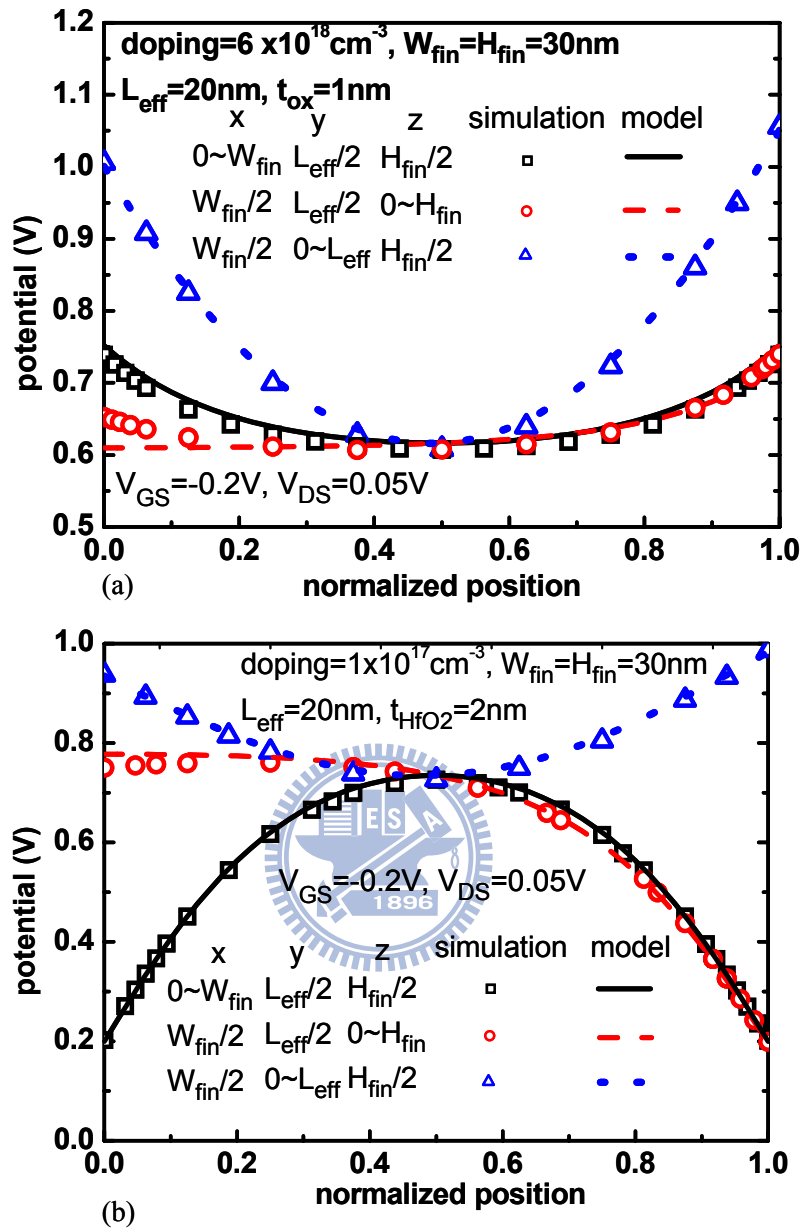 doping=6 x10^18cm^-3, W_fin=H_fin=30nm
L_eff=20nm, t_ox=1nm
x y z simulation model
0~W_fin L_eff/2 H_fin/2
W_fin/2 L_eff/2 0~H_fin
W_fin/2 0~L_eff H_fin/2
V_GS=-0.2V, V_DS=0.05V
potential (V)
1.2
1.1
1.0
0.9
0.8
0.7
0.6
0.5
0.0 0.2 0.4 0.6 0.8 1.0
normalized position
(a)
doping=1x10^17cm^-3, W_fin=H_fin=30nm
L_eff=20nm, t_HfO2=2nm
E S A
V_GS=-0.2V, V_DS=0.05V
1896
x y z simulation model
0~W_fin L_eff/2 H_fin/2
W_fin/2 L_eff/2 0~H_fin
W_fin/2 0~L_eff H_fin/2
potential (V)
1.0
0.8
0.6
0.4
0.2
0.0
0.0 0.2 0.4 0.6 0.8 1.0
normalized position
(b)